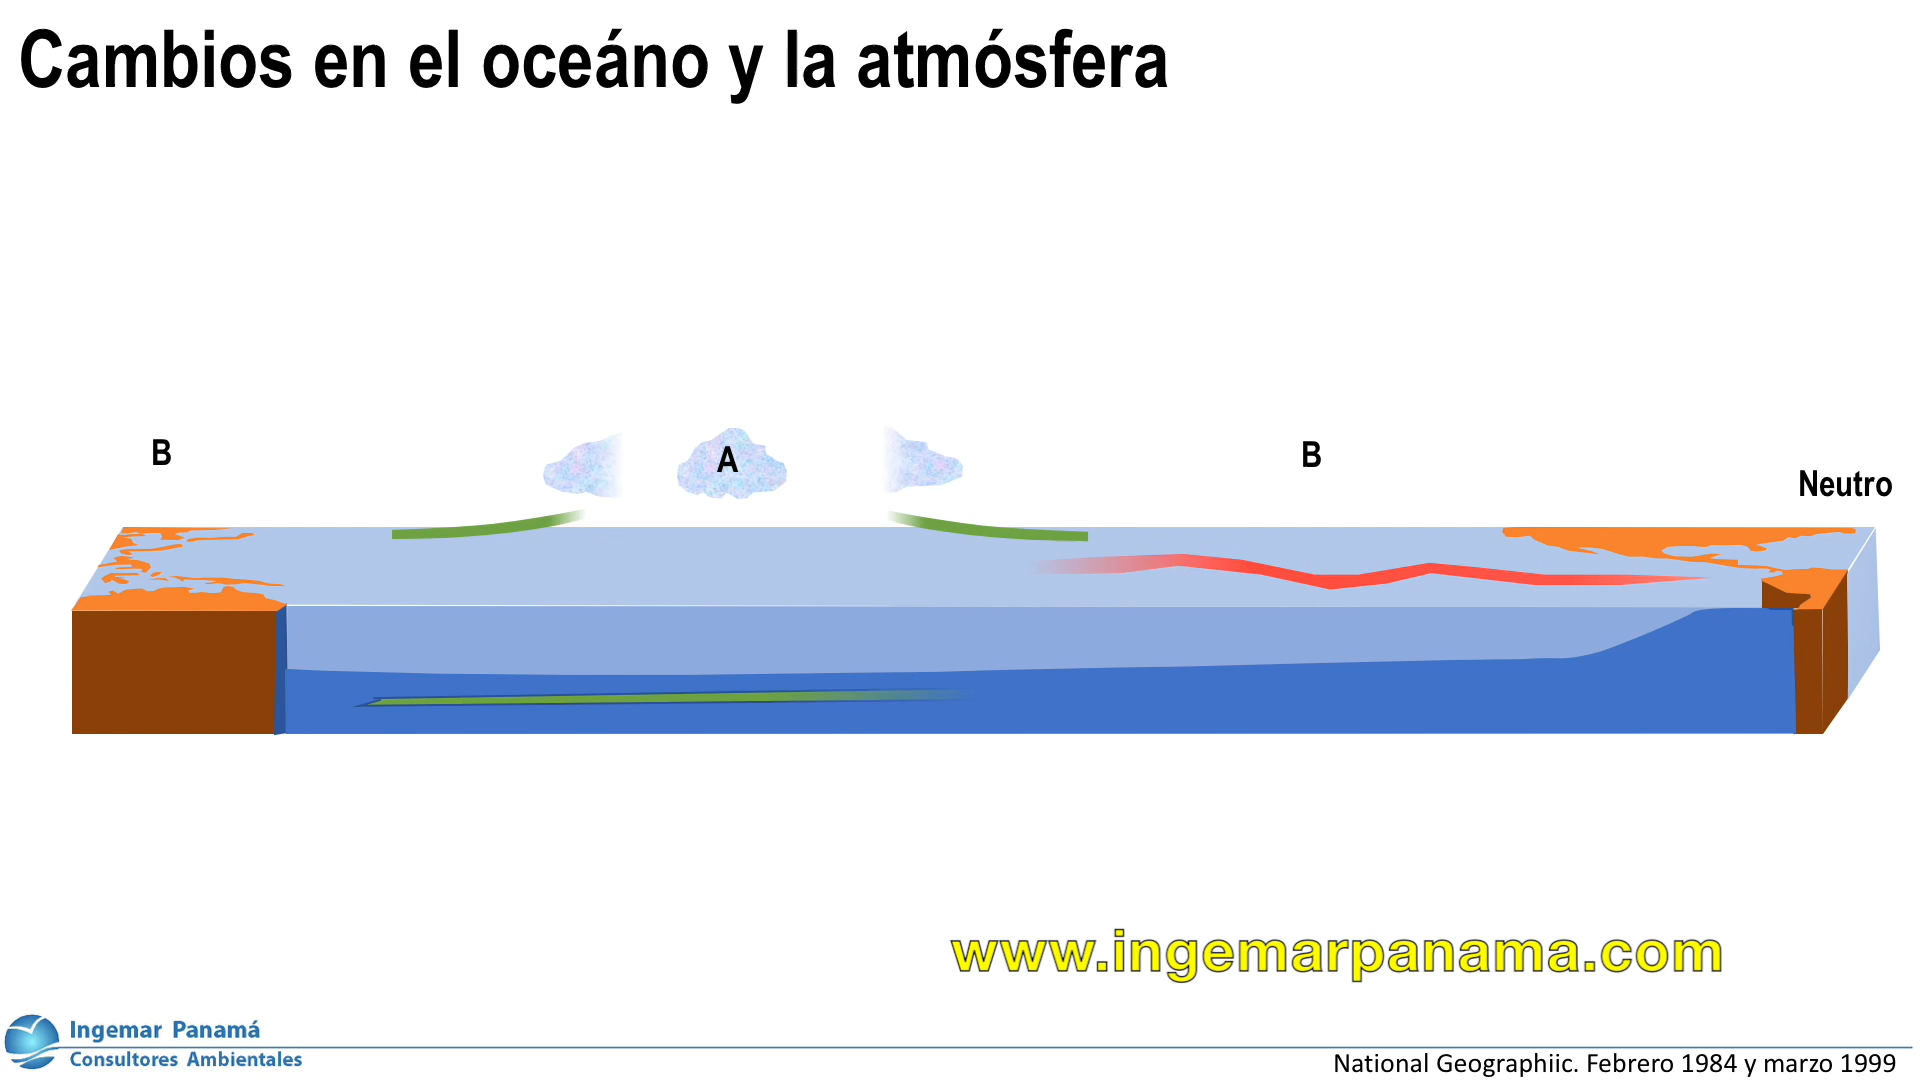 Cambios en el oceáno y la atmósfera
B
A
B
Neutro
www.ingemarpanama.com
Ingemar Panamá
Consultores Ambientales
National Geographiic. Febrero 1984 y marzo 1999